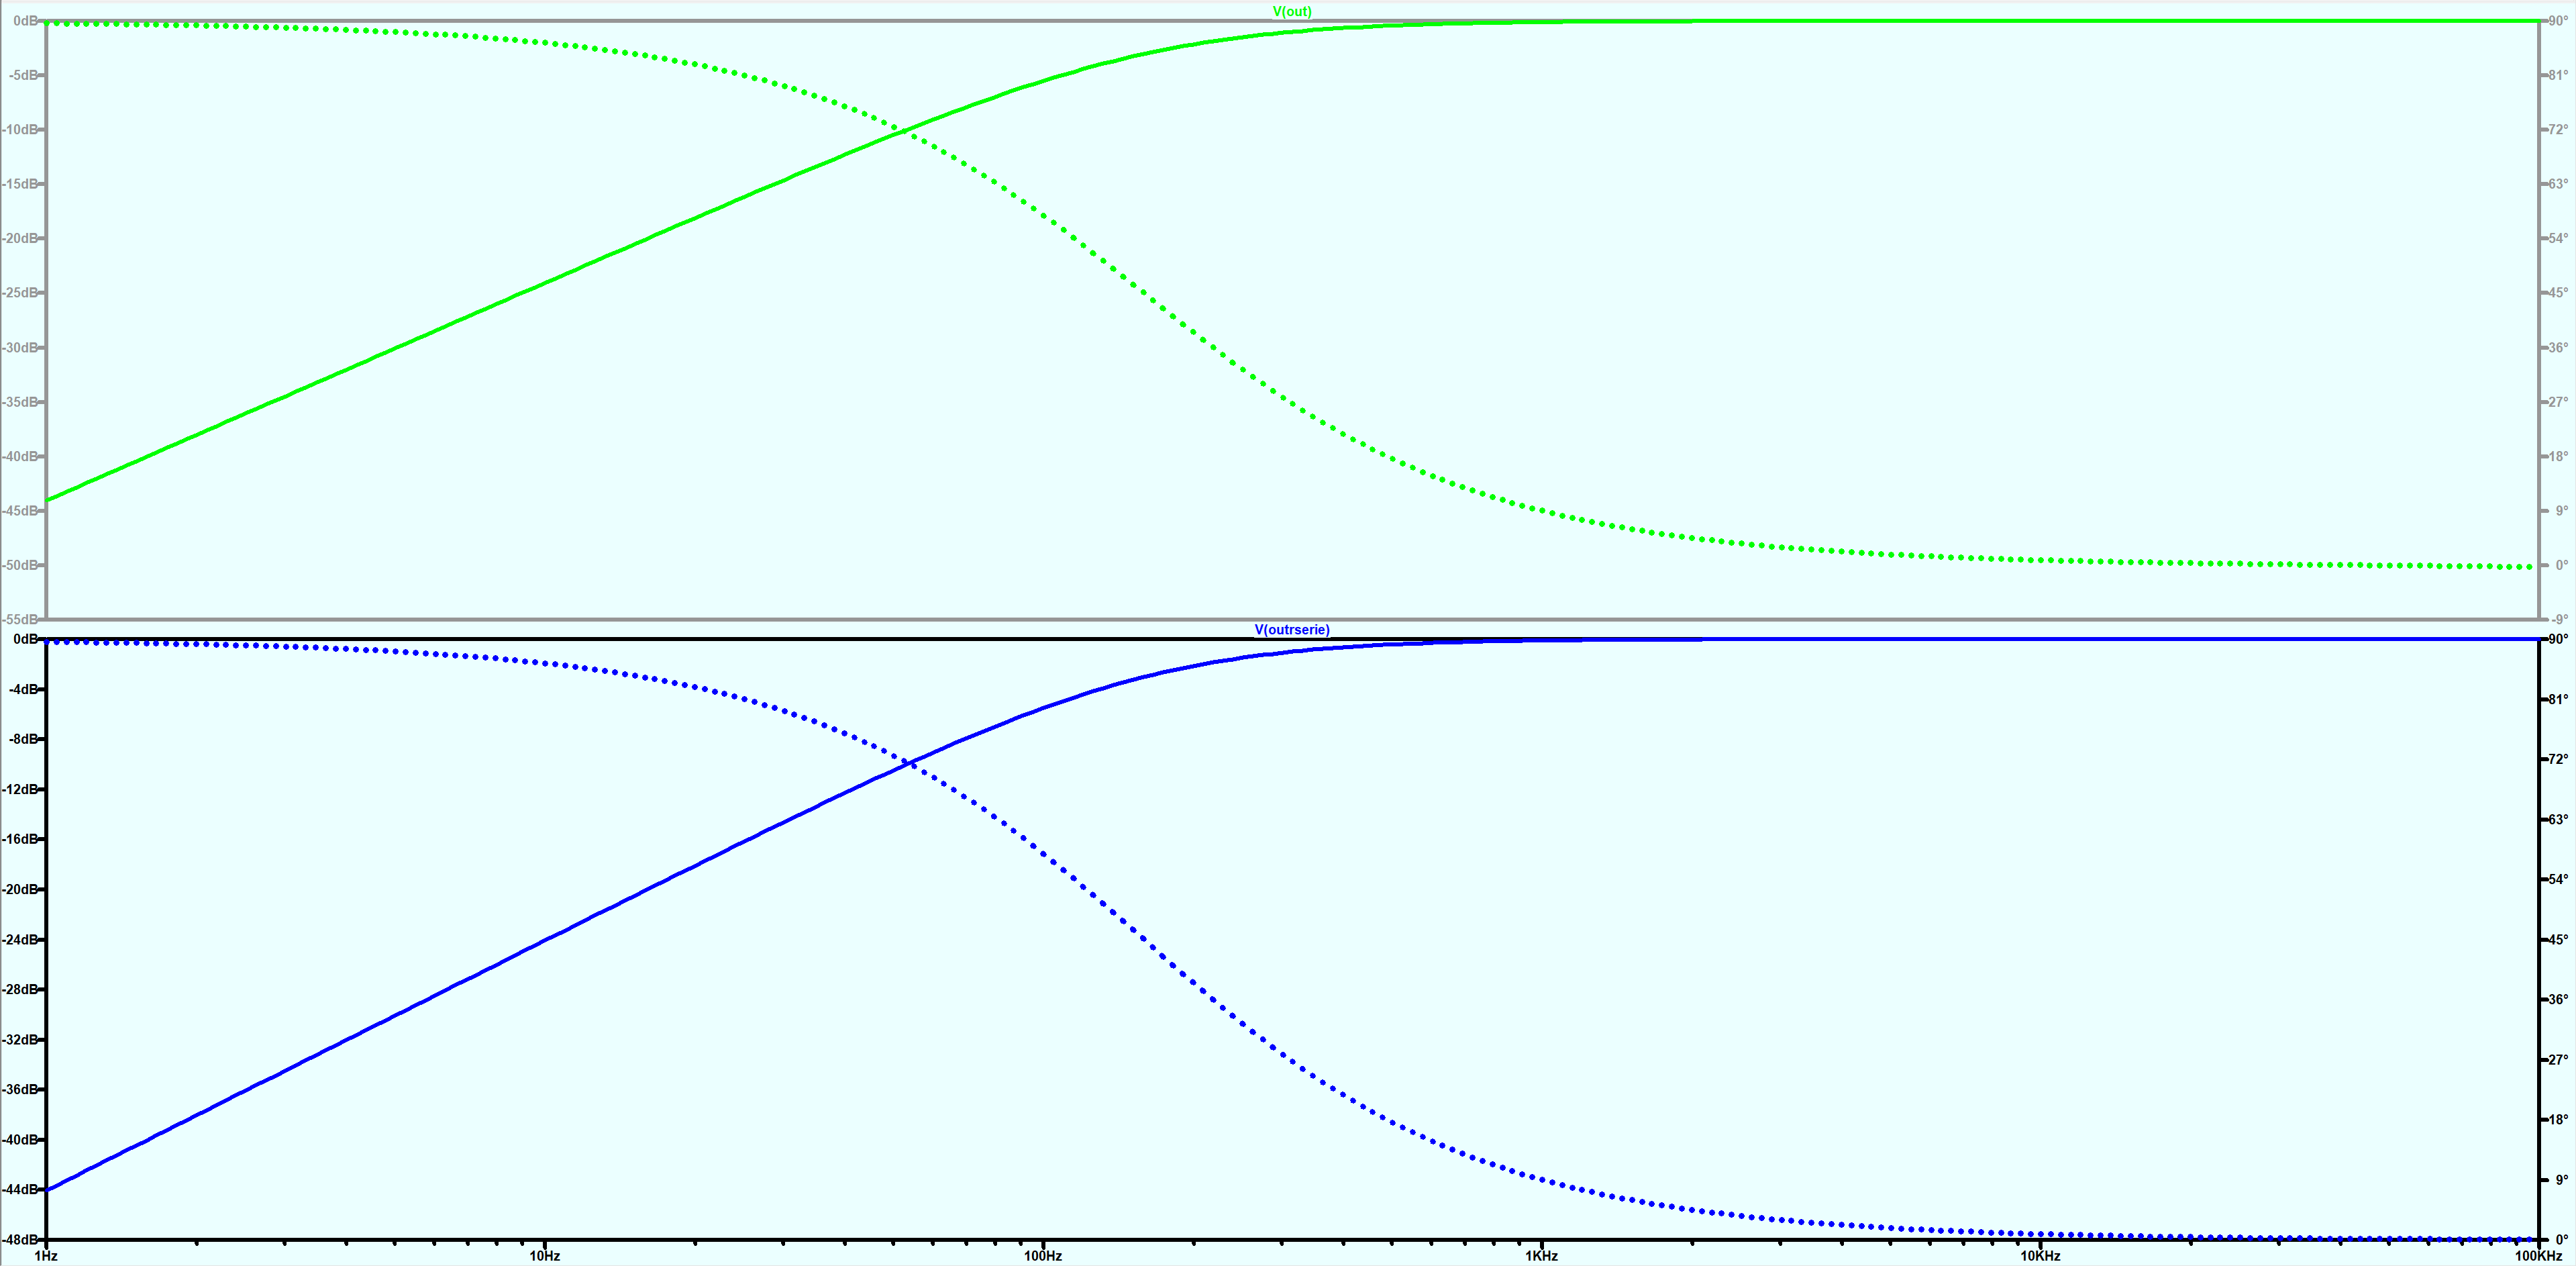 V(out)
0dB
-5dB
-10dB
-15dB
-20dB
-25dB
-30dB
-35dB
-40dB
-45dB
-50dB
-55dB
90°
81°
72°
63°
54°
45°
36°
27°
18°
9°
0°
-9°
V(outrserie)
0dB
-4dB
-8dB
-12dB
-16dB
-20dB
-24dB
-28dB
-32dB
-36dB
-40dB
-44dB
-48dB
90°
81°
72°
63°
54°
45°
36°
27°
18°
9°
0°
1Hz 10Hz 100Hz 1KHz 10KHz 100KHz